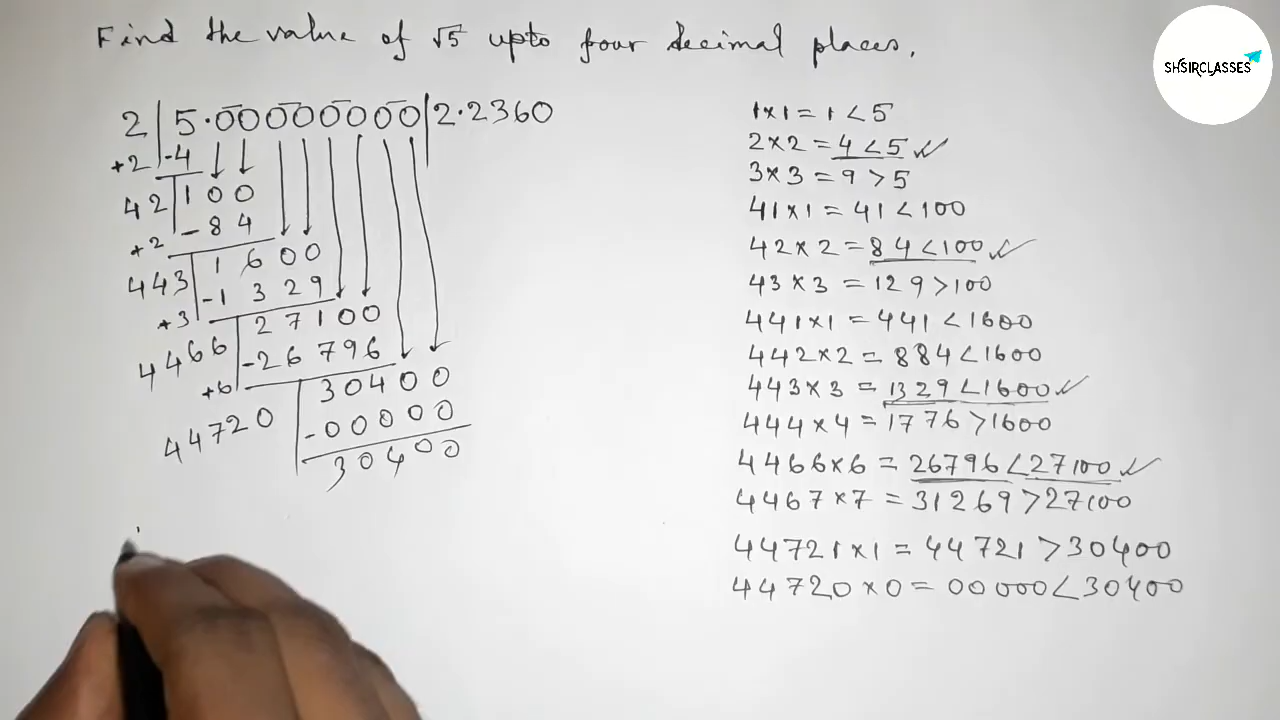 Find the value of √5 upto four decimal places.
SHSIRCLASSES
2 | 5.00000000 | 2.2360
+2 | -4
42 | 100
+2 - 84
443 | 1600
+3 | -1329
4466 | 27100
+6 | -26796
44720 | 30400
-00000
30400
1×1 = 1 < 5
2×2 = 4 < 5 ✓
3×3 = 9 > 5
41×1 = 41 < 100
42×2 = 84 < 100 ✓
43×3 = 129 > 100
441×1 = 441 < 1600
442×2 = 884 < 1600
443×3 = 1329 < 1600 ✓
444×4 = 1776 > 1600
4466×6 = 26796 < 27100 ✓
4467×7 = 31269 > 27100
44721×1 = 44721 > 30400
44720×0 = 00000 < 30400